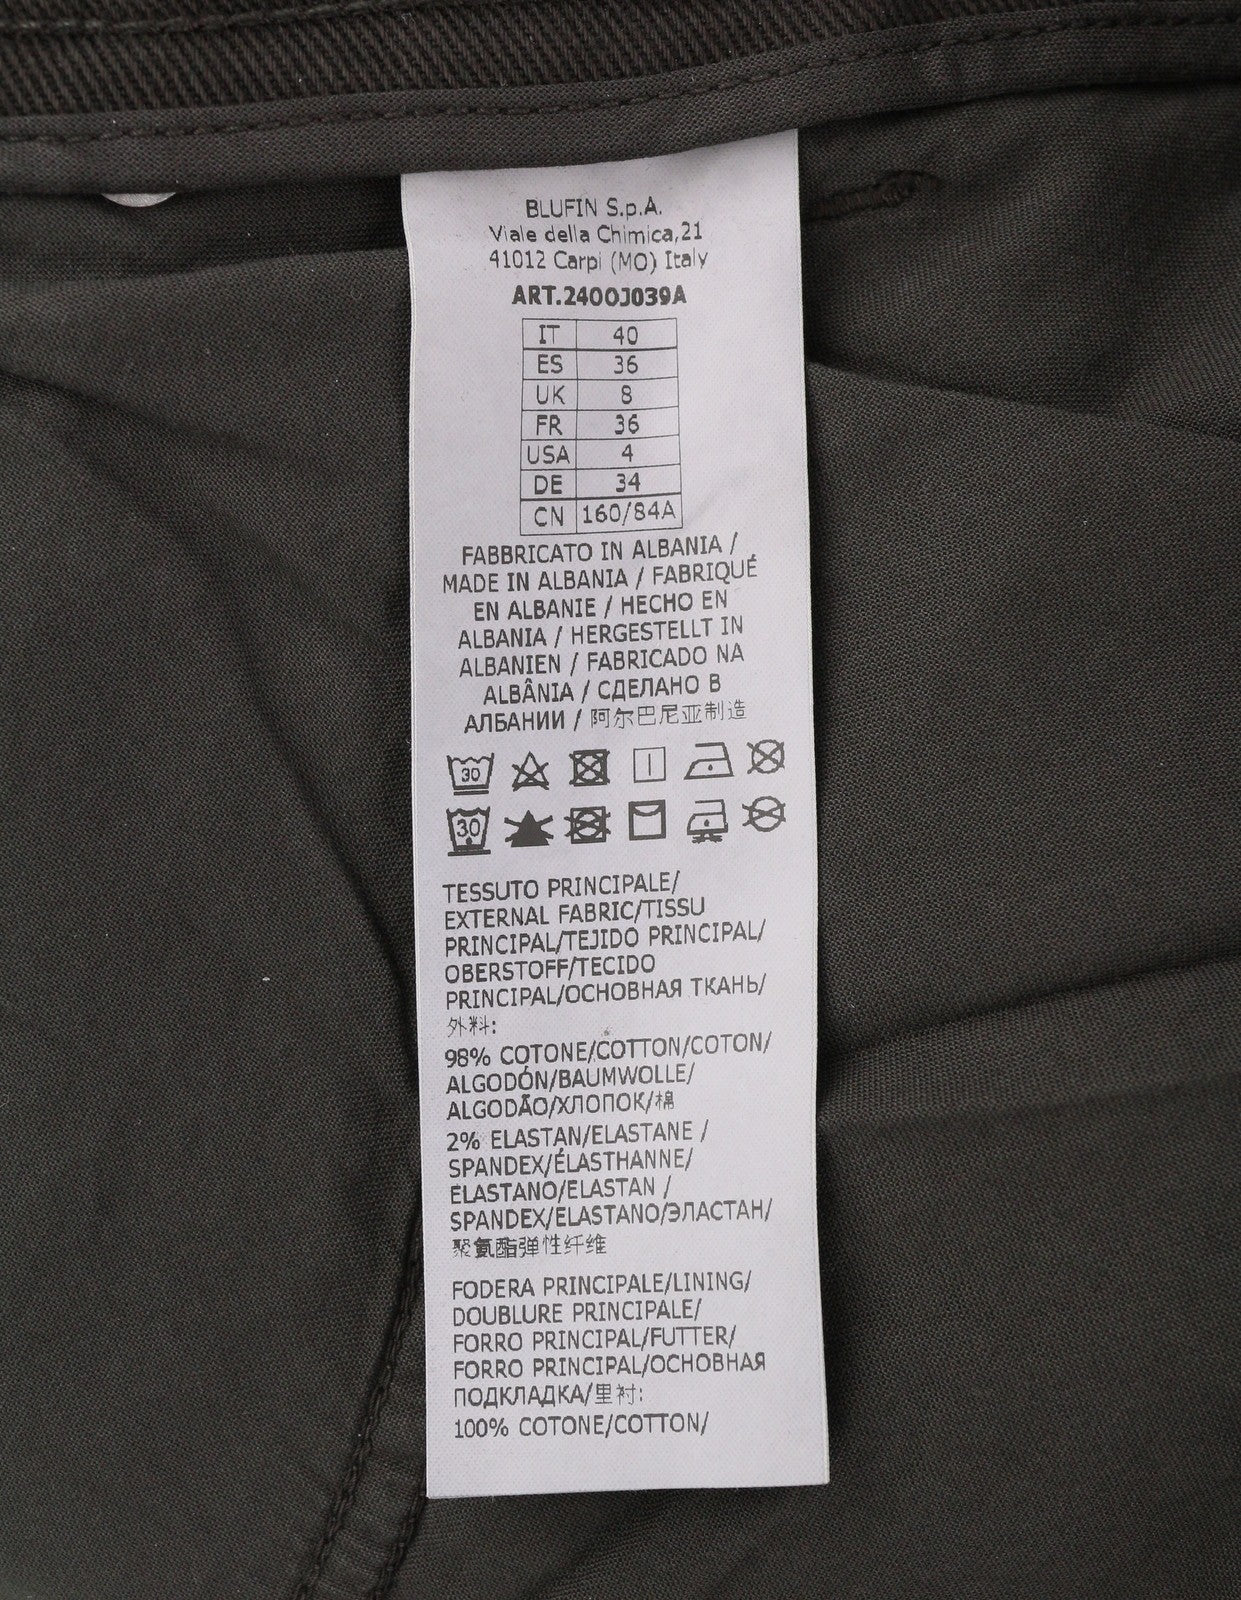 BLUFIN S.p.A.
Viale della Chimica,21
41012 Carpi (MO) Italy
ART.2400J039A
IT 40
ES 36
UK 8
FR 36
USA 4
DE 34
CN 160/84A
FABBRICATO IN ALBANIA /
MADE IN ALBANIA / FABRIQUÉ
EN ALBANIE / HECHO EN
ALBANIA / HERGESTELLT IN
ALBANIEN / FABRICADO NA
ALBÂNIA / СДЕЛАНО В
АЛБАНИИ / 阿尔巴尼亚制造
30
30
TESSUTO PRINCIPALE/
EXTERNAL FABRIC/TISSU
PRINCIPAL/TEJIDO PRINCIPAL/
OBERSTOFF/TECIDO
PRINCIPAL/ОСНОВНАЯ ТКАНЬ/
外料:
98% COTONE/COTTON/COTON/
ALGODÓN/BAUMWOLLE/
ALGODÃO/ХЛОПОК/棉
2% ELASTAN/ELASTANE /
SPANDEX/ÉLASTHANNE/
ELASTANO/ELASTAN /
SPANDEX/ELASTANO/ЭЛАСТАН/
聚氨酯弹性纤维
FODERA PRINCIPALE/LINING/
DOUBLURE PRINCIPALE/
FORRO PRINCIPAL/FUTTER/
FORRO PRINCIPAL/ОСНОВНАЯ
ПОДКЛАДКА/里衬:
100% COTONE/COTTON/